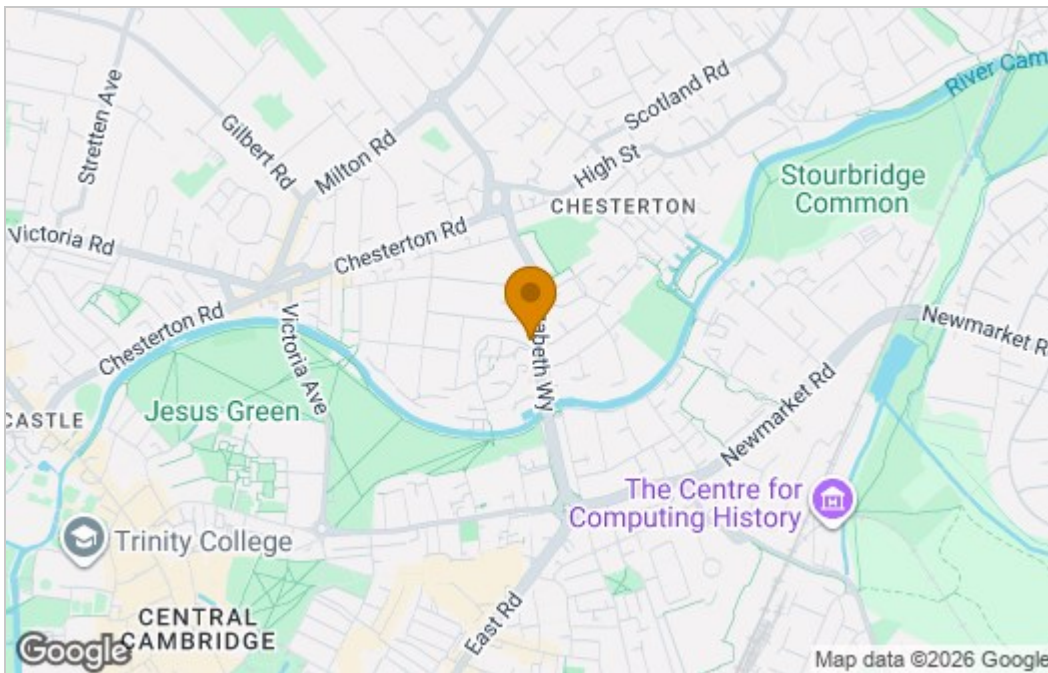 Stretten Ave
Gilbert Rd
Milton Rd
Scotland Rd
High St
River Cam
Stourbridge
Common
CHESTERTON
Victoria Rd
Chesterton Rd
Chesterton Rd
Victoria Ave
abeth Wy
Newmarket R
Newmarket Rd
CASTLE
Jesus Green
The Centre for
Computing History
Trinity College
CENTRAL
CAMBRIDGE
East Rd
Google
Map data ©2026 Google